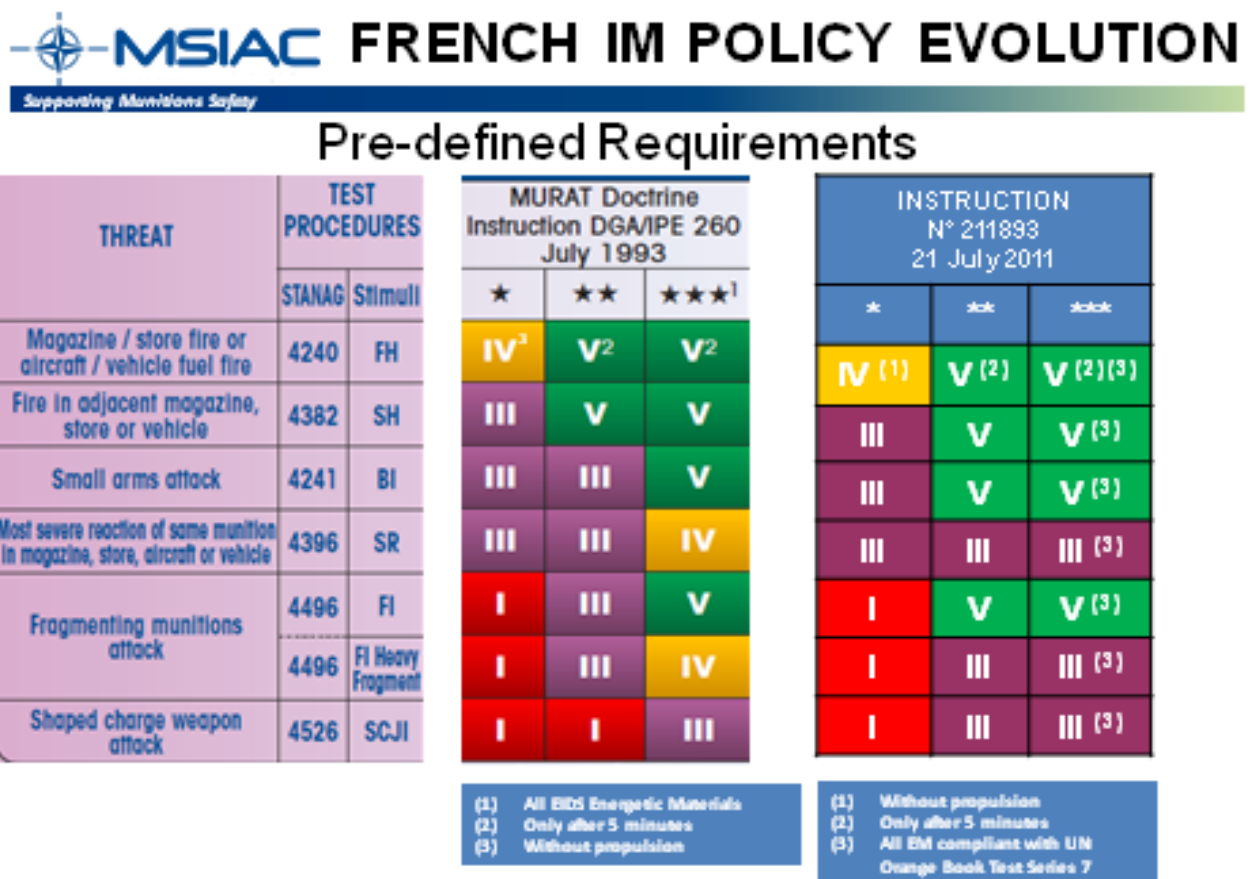 MSIAC FRENCH IM POLICY EVOLUTION
Supporting Munitions Safety
Pre-defined Requirements
THREAT
TEST
PROCEDURES
STANAG Stimuli
MURAT Doctrine
Instruction DGA/IPE 260
July 1993
★ ★★ ★★★¹
INSTRUCTION
N° 211893
21 July 2011
* ** ***
Magazine / store fire or
aircraft / vehicle fuel fire
4240 FH
IV³ V² V²
IV (1) V (2) V (2)(3)
Fire in adjacent magazine,
store or vehicle
4382 SH
III V V
III V V (3)
Small arms attack
4241 BI
III III V
III V V (3)
Most severe reaction of same munition
in magazine, store, aircraft or vehicle
4396 SR
III III IV
III III III (3)
Fragmenting munitions
attack
4496 FI
I III V
I V V (3)
4496 FI Heavy
Fragment
I III IV
I III III (3)
Shaped charge weapon
attack
4526 SCJI
I I III
I III III (3)
(1) All EIDS Energetic Materials
(2) Only after 5 minutes
(3) Without propulsion
(1) Without propulsion
(2) Only after 5 minutes
(3) All EM compliant with UN
Orange Book Test Series 7